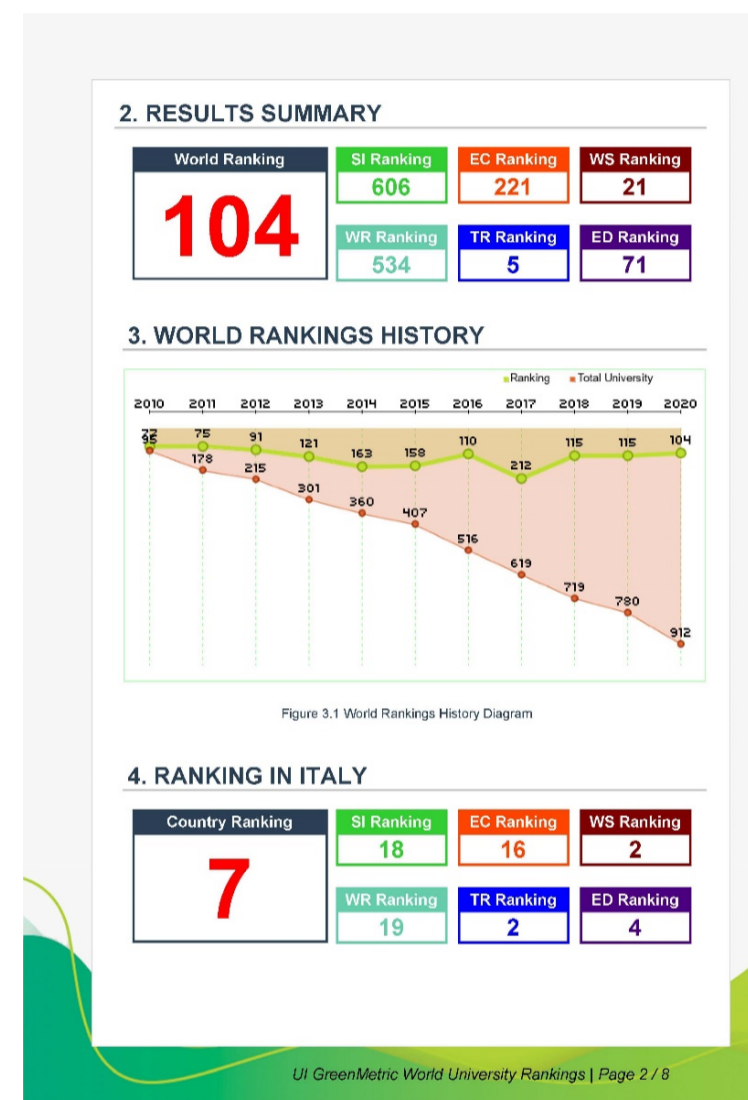 2. RESULTS SUMMARY
World Ranking
104
SI Ranking
606
EC Ranking
221
WS Ranking
21
WR Ranking
534
TR Ranking
5
ED Ranking
71
3. WORLD RANKINGS HISTORY
Ranking Total University
2010 2011 2012 2013 2014 2015 2016 2017 2018 2019 2020
75 91 121 163 158 110 212 115 115 104
95 178 215 301 360 407 516 619 719 780 912
Figure 3.1 World Rankings History Diagram
4. RANKING IN ITALY
Country Ranking
7
SI Ranking
18
EC Ranking
16
WS Ranking
2
WR Ranking
19
TR Ranking
2
ED Ranking
4
UI GreenMetric World University Rankings | Page 2 / 8